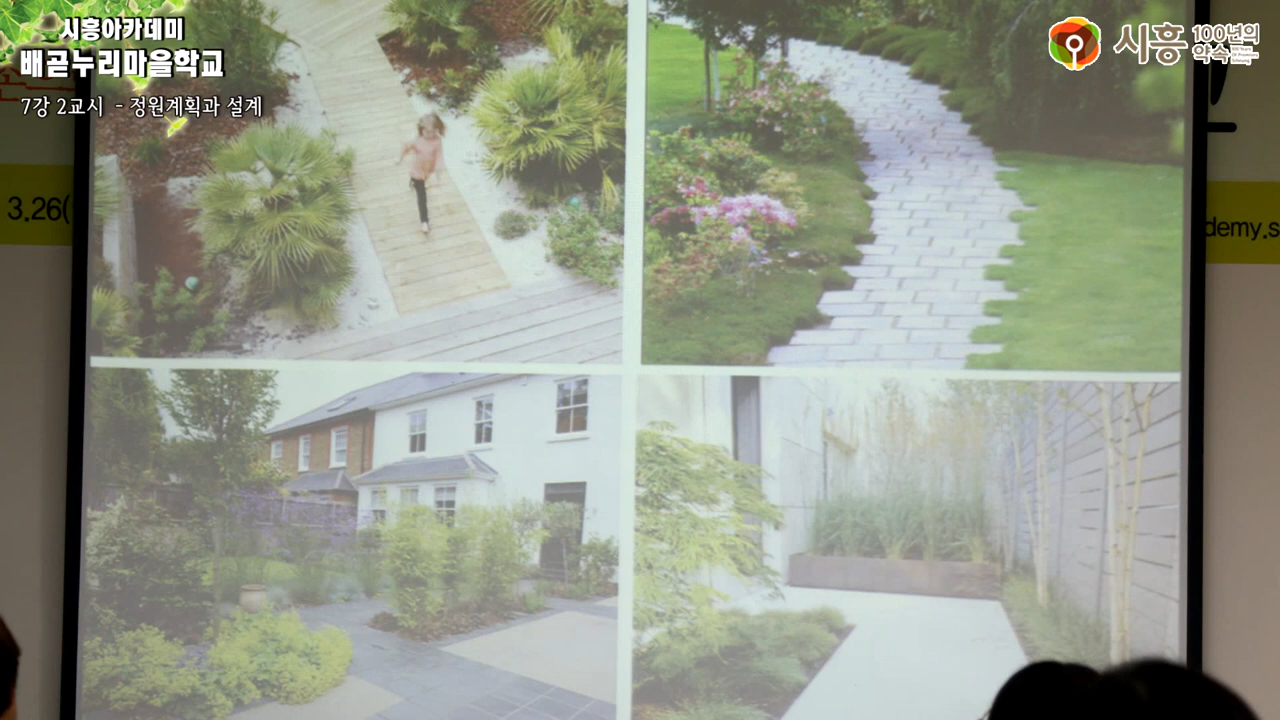 시흥아카데미
배곧누리마을학교
7강 2교시 - 정원계획과 설계
시흥 100년의
약속
3.26(
demy.s